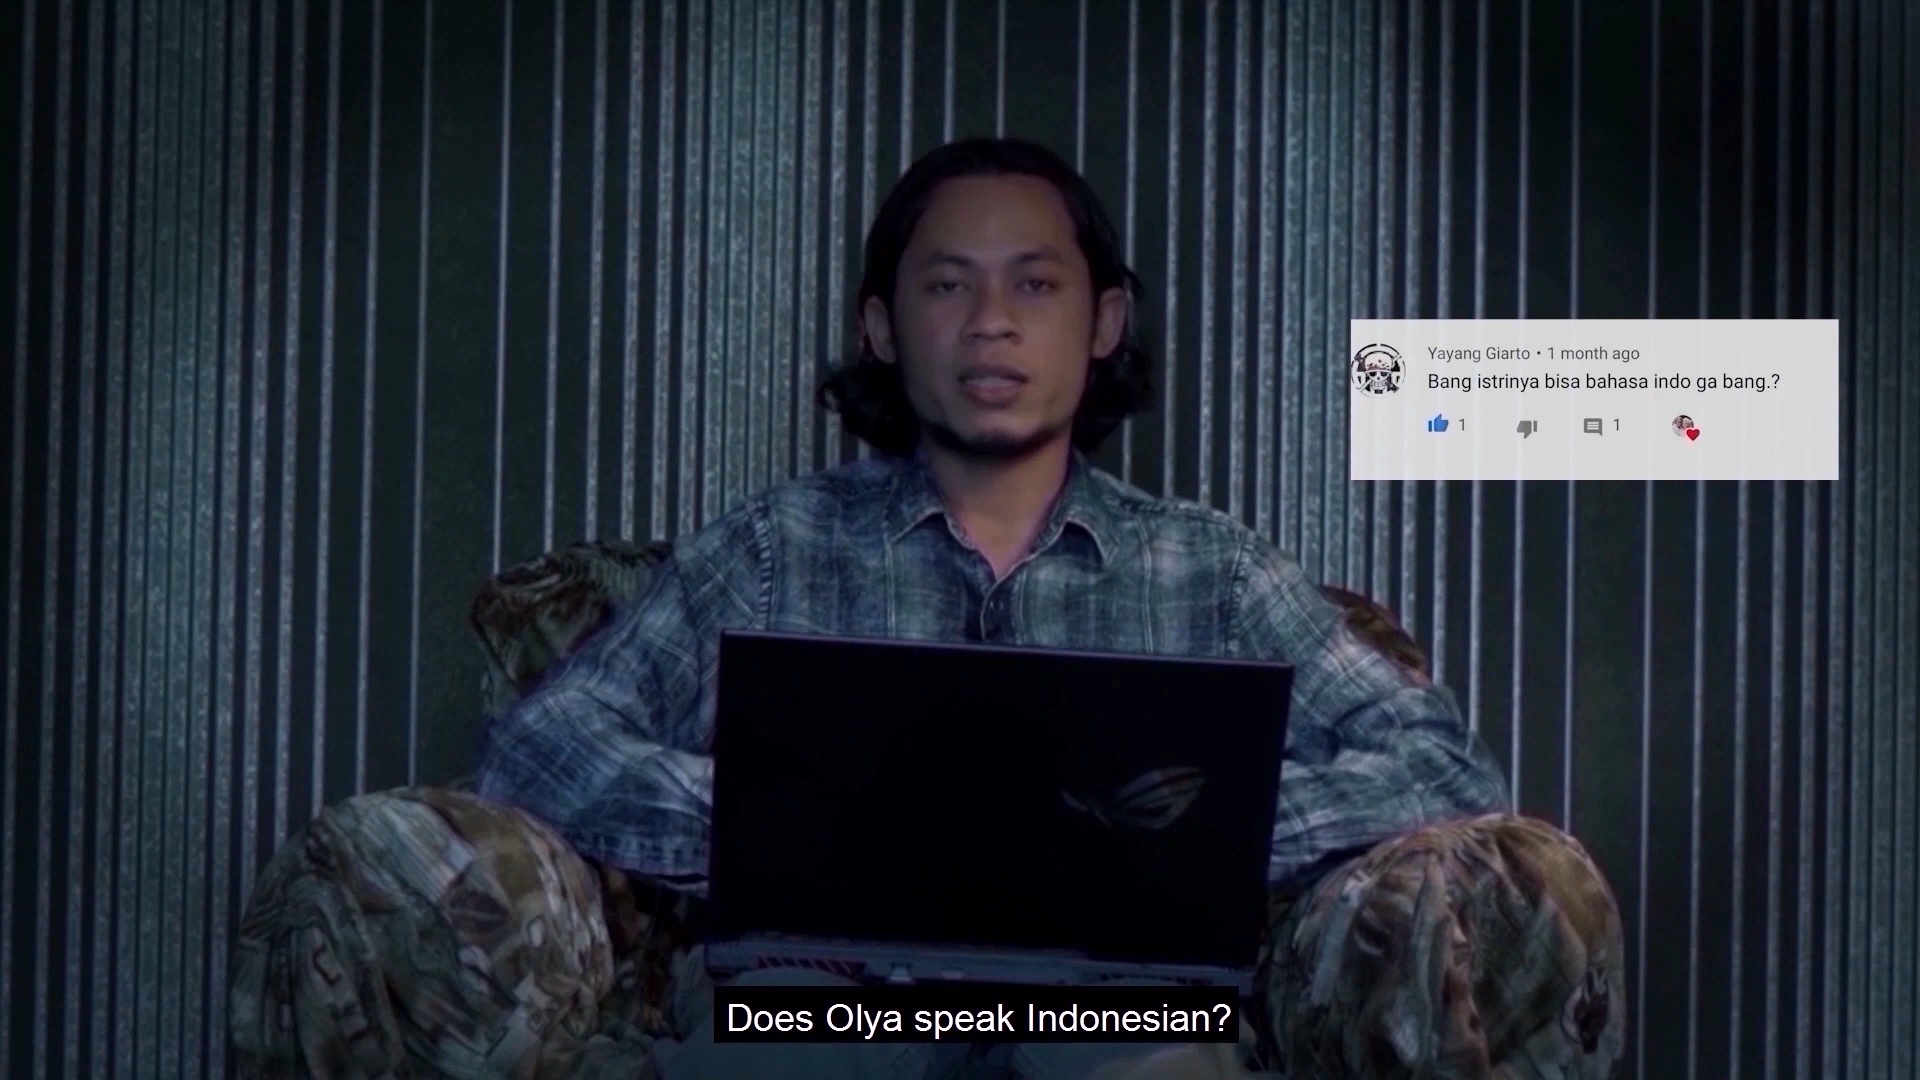 Yayang Giarto • 1 month ago
Bang istrinya bisa bahasa indo ga bang.?
1 1
Does Olya speak Indonesian?